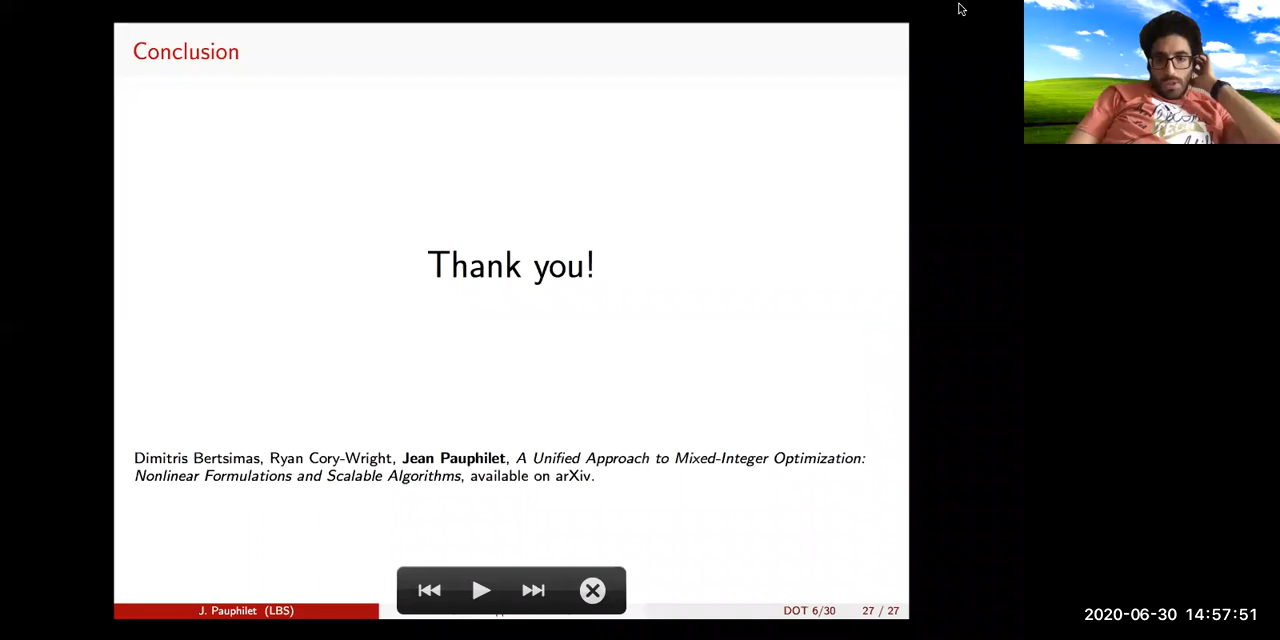 Conclusion
Thank you!
Dimitris Bertsimas, Ryan Cory-Wright, Jean Pauphilet, A Unified Approach to Mixed-Integer Optimization:
Nonlinear Formulations and Scalable Algorithms, available on arXiv.
J. Pauphilet (LBS)
DOT 6/30
27 / 27
2020-06-30 14:57:51
TECH